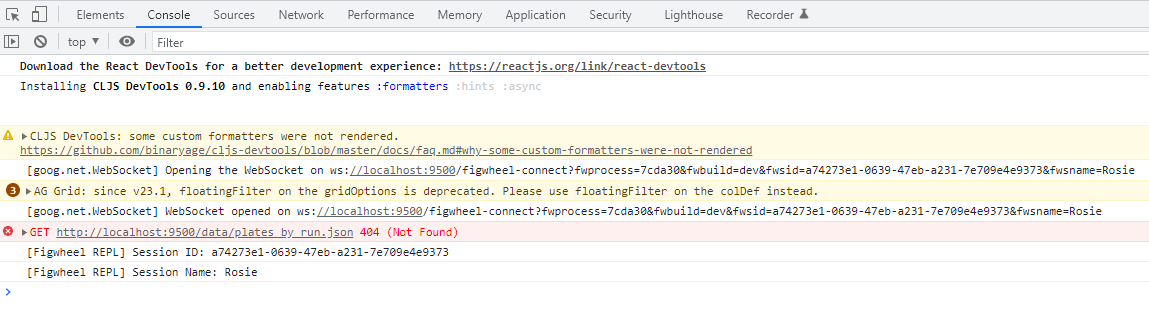 Elements Console Sources Network Performance Memory Application Security Lighthouse Recorder
top ▼ Filter
Download the React DevTools for a better development experience: https://reactjs.org/link/react-devtools
Installing CLJS DevTools 0.9.10 and enabling features :formatters :hints :async
▶CLJS DevTools: some custom formatters were not rendered.
https://github.com/binaryage/cljs-devtools/blob/master/docs/faq.md#why-some-custom-formatters-were-not-rendered
[goog.net.WebSocket] Opening the WebSocket on ws://localhost:9500/figwheel-connect?fwprocess=7cda30&fwbuild=dev&fwsid=a74273e1-0639-47eb-a231-7e709e4e9373&fwsname=Rosie
3 ▶AG Grid: since v23.1, floatingFilter on the gridOptions is deprecated. Please use floatingFilter on the colDef instead.
[goog.net.WebSocket] WebSocket opened on ws://localhost:9500/figwheel-connect?fwprocess=7cda30&fwbuild=dev&fwsid=a74273e1-0639-47eb-a231-7e709e4e9373&fwsname=Rosie
▶GET http://localhost:9500/data/plates_by_run.json 404 (Not Found)
[Figwheel REPL] Session ID: a74273e1-0639-47eb-a231-7e709e4e9373
[Figwheel REPL] Session Name: Rosie